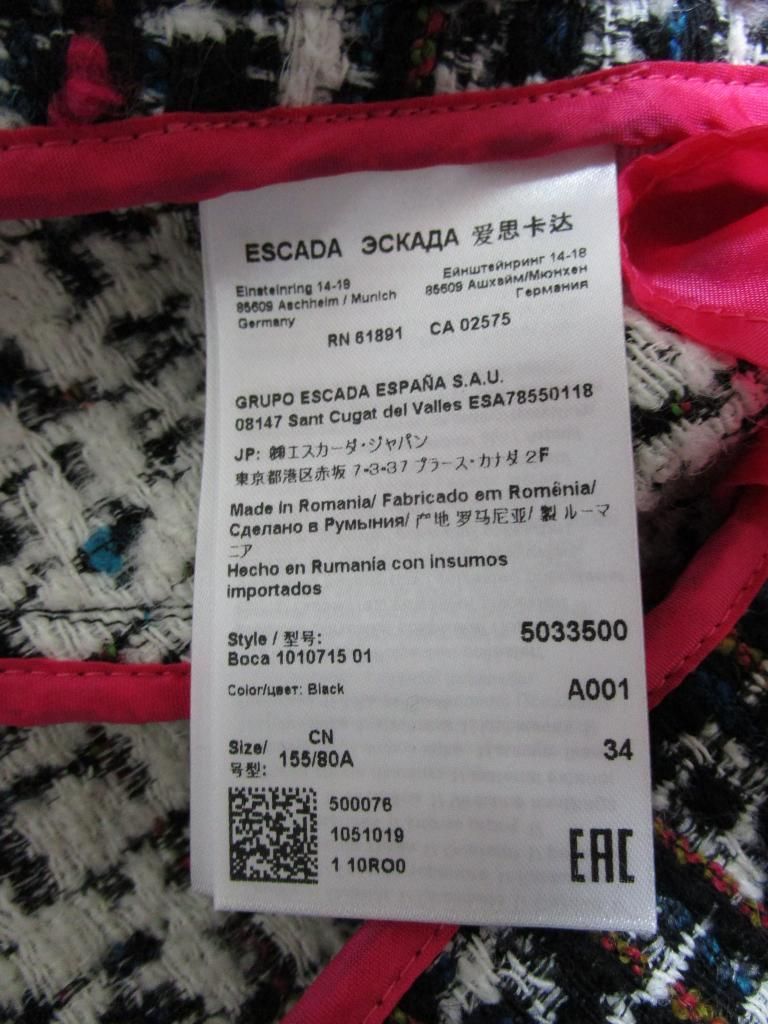 ESCADA ЭСКАДА 爱思卡达
Einsteinring 14-18
85609 Aschheim / Munich
Germany
Ейнштейнринг 14-18
85609 Ашхайм/Мюнхен
Германия
RN 61891 CA 02575
GRUPO ESCADA ESPAÑA S.A.U.
08147 Sant Cugat del Valles ESA78550118
JP: ㈱エスカーダ・ジャパン
東京都港区赤坂 7-3-37 プラース・カナダ 2F
Made in Romania/ Fabricado em Romênia/
Сделано в Румыния/ 产地 罗马尼亚/ 製 ルーマ
ニア
Hecho en Rumanía con insumos
importados
Style / 型号: 5033500
Boca 1010715 01
Color/цвет: Black A001
Size/ CN 34
号型: 155/80A
500076
1051019
1 10RO0
EAC